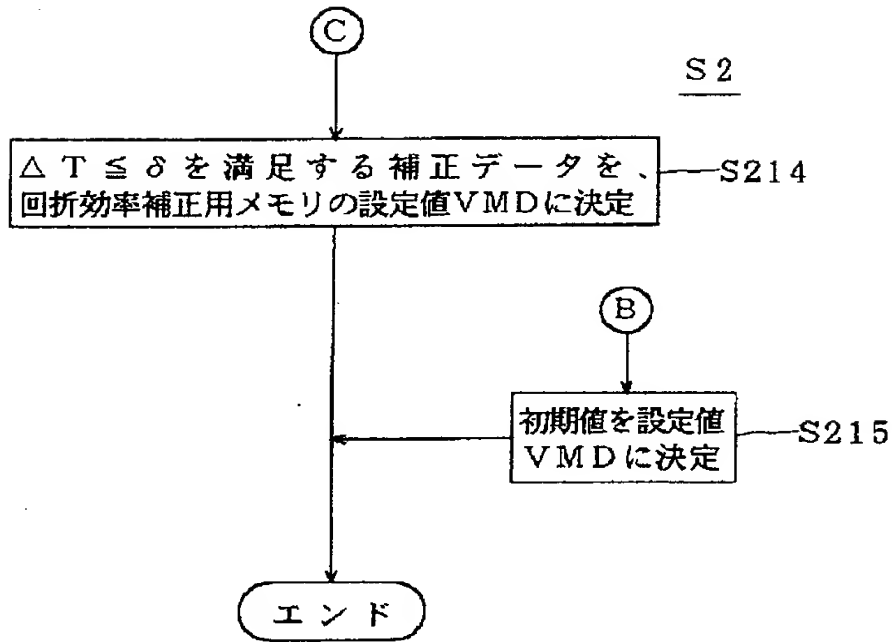 C
S2
△T≦δを満足する補正データを、
回折効率補正用メモリの設定値VMDに決定
S214
B
初期値を設定値
VMDに決定
S215
エンド